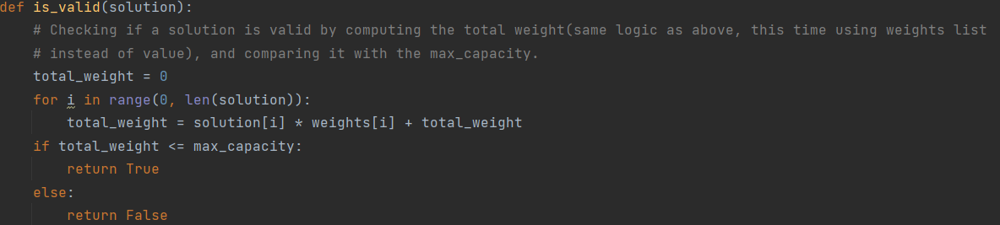 def is_valid(solution):
    # Checking if a solution is valid by computing the total weight(same logic as above, this time using weights list
    # instead of value), and comparing it with the max_capacity.
    total_weight = 0
    for i in range(0, len(solution)):
        total_weight = solution[i] * weights[i] + total_weight
    if total_weight <= max_capacity:
        return True
    else:
        return False